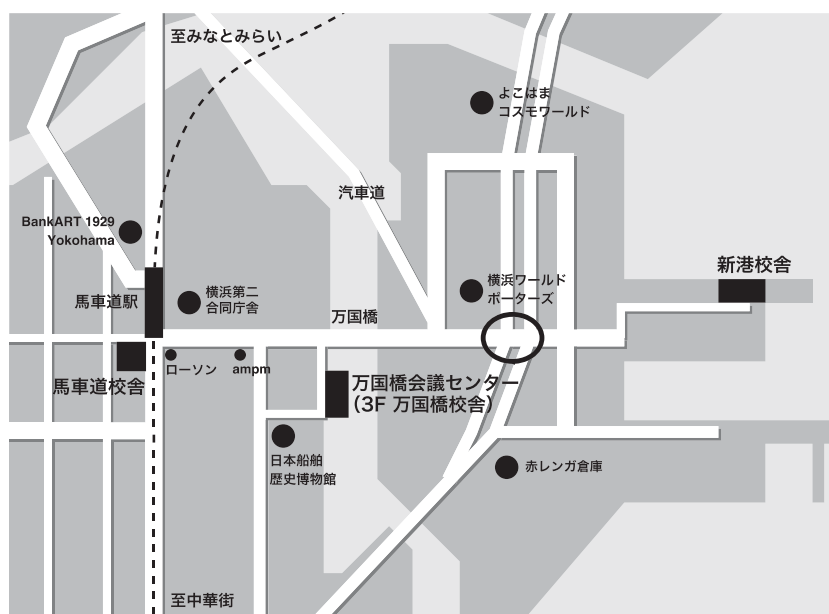 至みなとみらい
よこはま
コスモワールド
汽車道
BankART 1929
Yokohama
新港校舎
横浜ワールド
ポーターズ
馬車道駅
横浜第二
合同庁舎
万国橋
馬車道校舎
ローソン
ampm
万国橋会議センター
（3F 万国橋校舎）
日本船舶
歴史博物館
赤レンガ倉庫
至中華街